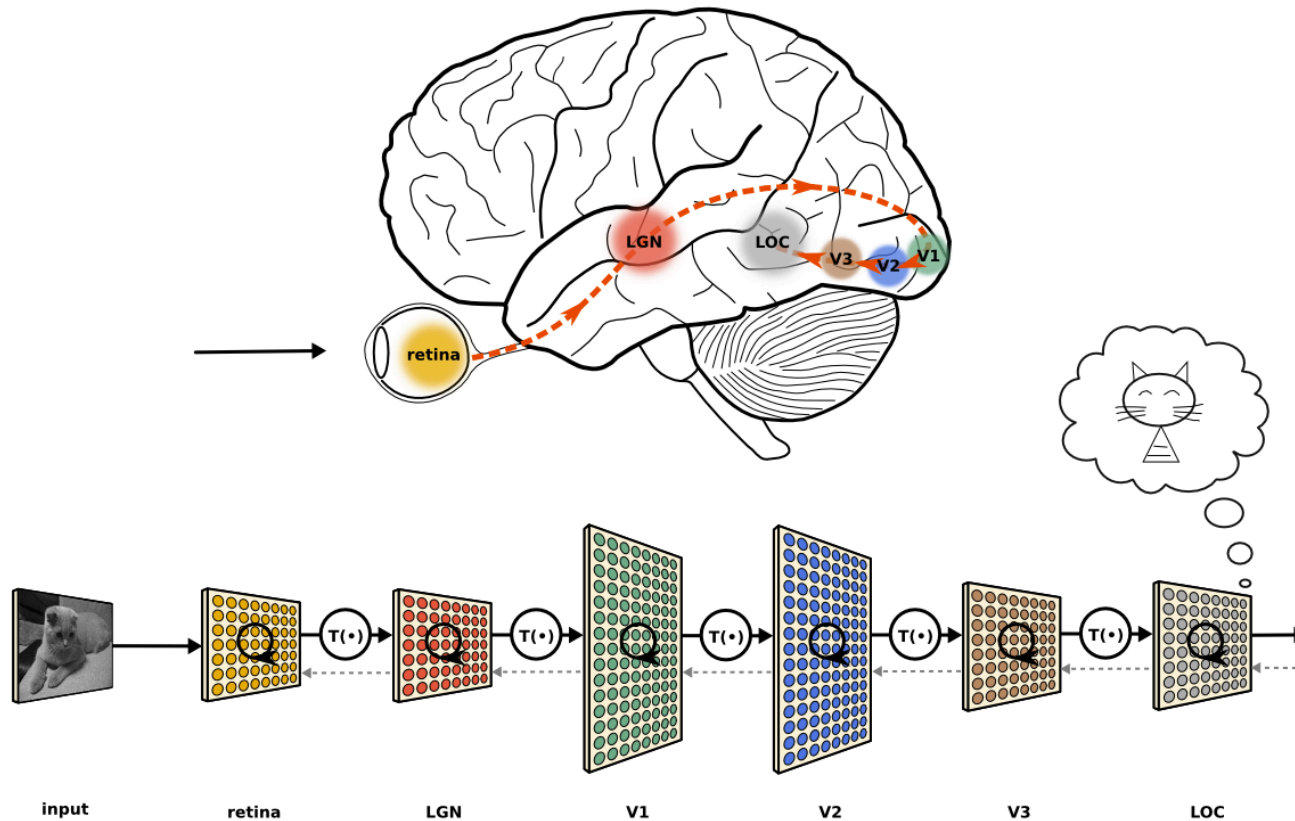 LGN
LOC
V3
V2
V1
retina
T(•)
T(•)
T(•)
T(•)
T(•)
input
retina
LGN
V1
V2
V3
LOC